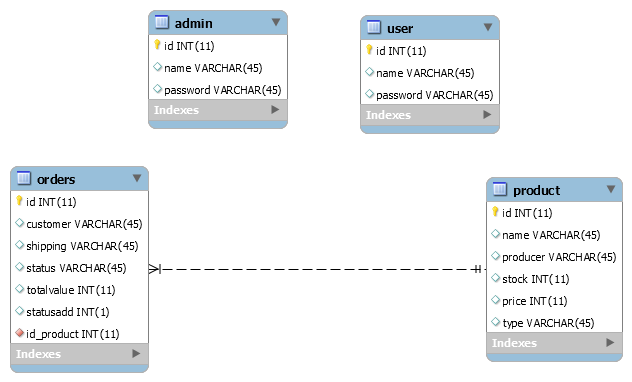 admin
id INT(11)
name VARCHAR(45)
password VARCHAR(45)
Indexes
user
id INT(11)
name VARCHAR(45)
password VARCHAR(45)
Indexes
orders
id INT(11)
customer VARCHAR(45)
shipping VARCHAR(45)
status VARCHAR(45)
totalvalue INT(11)
statusadd INT(1)
id_product INT(11)
Indexes
product
id INT(11)
name VARCHAR(45)
producer VARCHAR(45)
stock INT(11)
price INT(11)
type VARCHAR(45)
Indexes